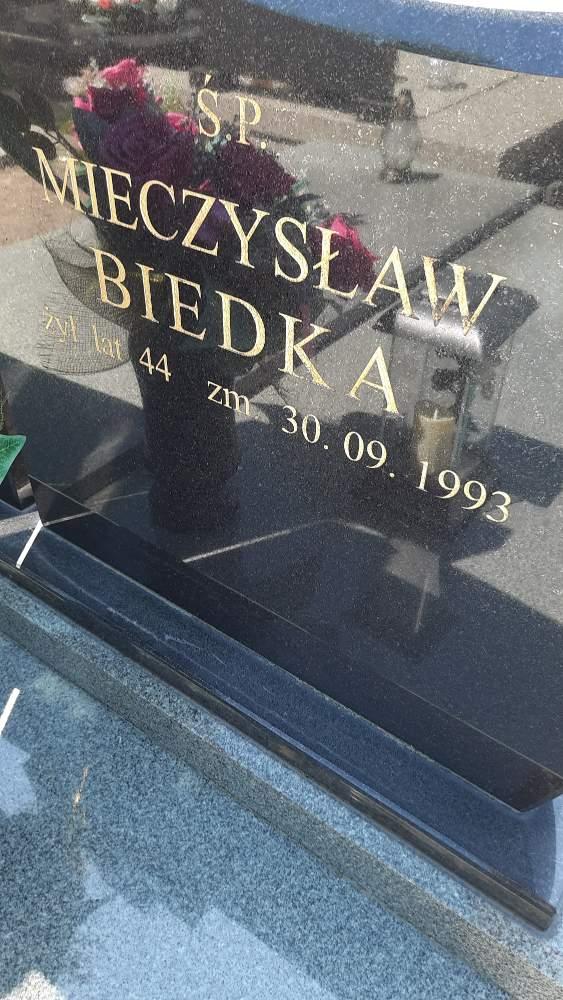 Ś.P.
MIECZYSŁAW
BIEDKA
żył lat 44 zm 30.09.1993